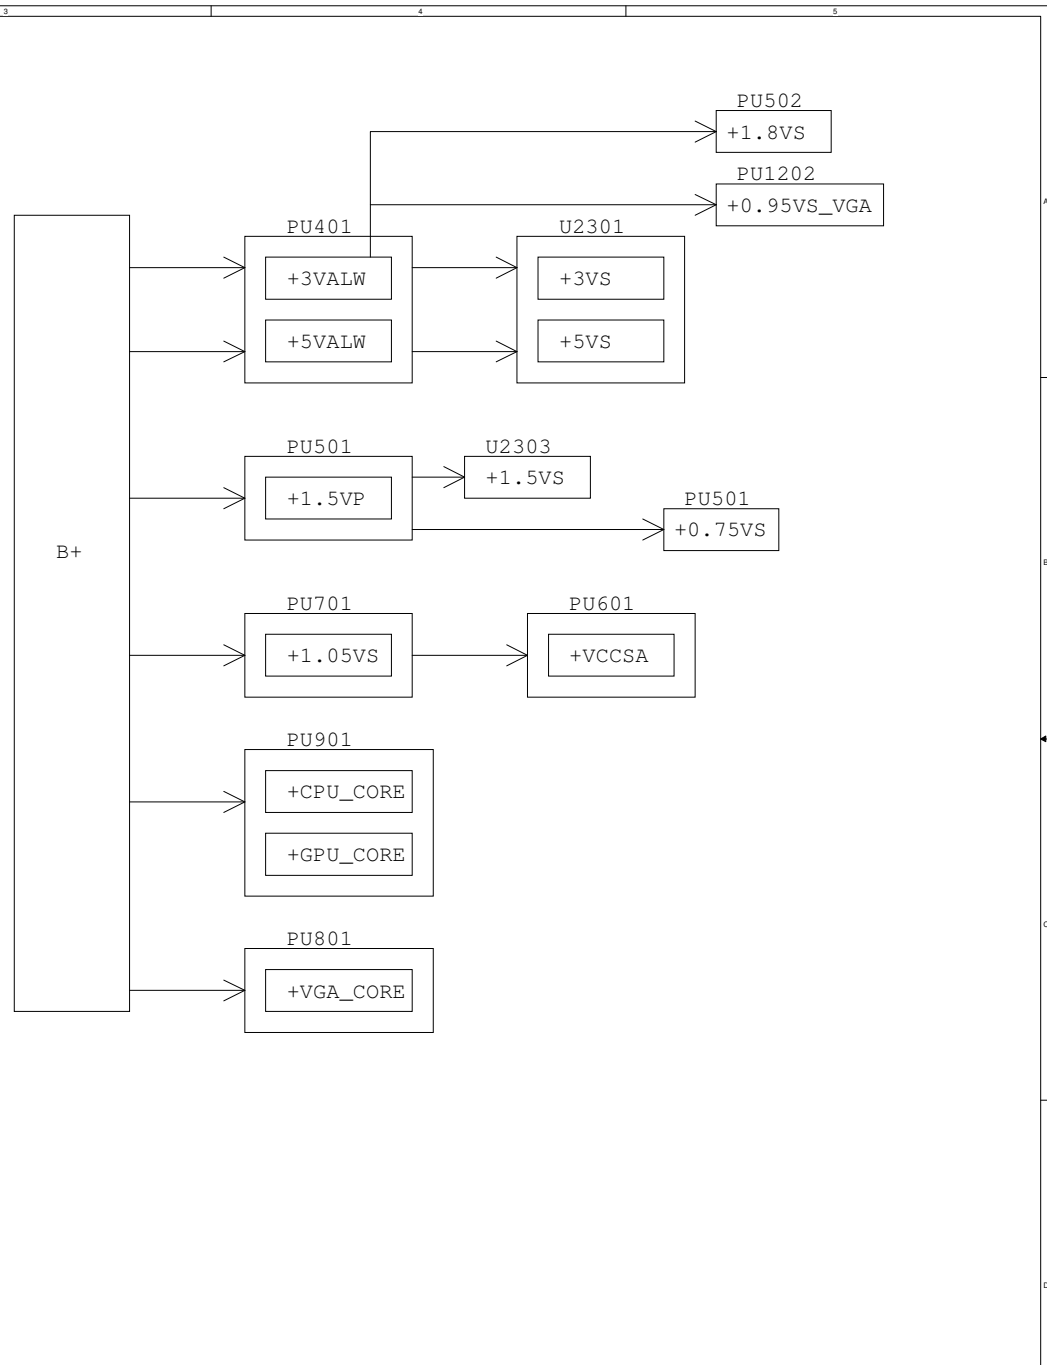 3 4 5
PU502
+1.8VS
PU1202
+0.95VS_VGA
A
PU401 U2301
+3VALW +3VS
+5VALW +5VS
PU501 U2303
+1.5VP +1.5VS
PU501
+0.75VS
B+
B
PU701 PU601
+1.05VS +VCCSA
PU901
+CPU_CORE
+GPU_CORE
C
PU801
+VGA_CORE
D